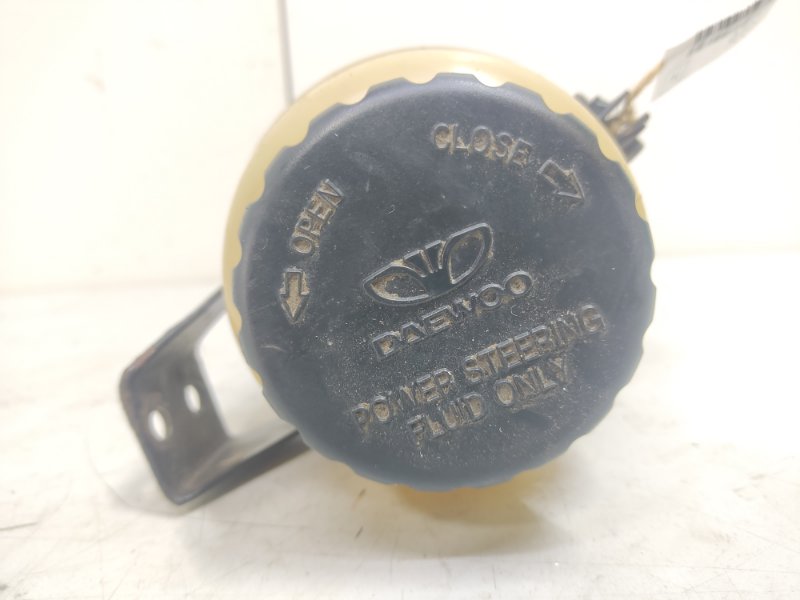 OPEN
CLOSE
DAEWOO
POWER STEERING
FLUID ONLY